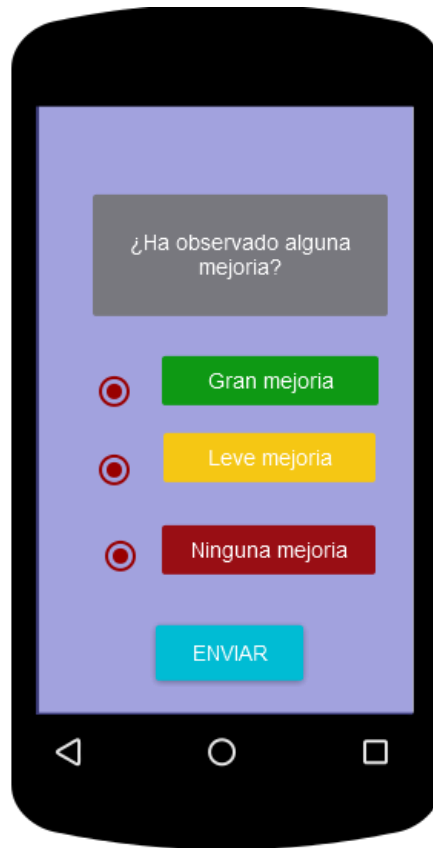 ¿Ha observado alguna
mejoria?
Gran mejoria
Leve mejoria
Ninguna mejoria
ENVIAR